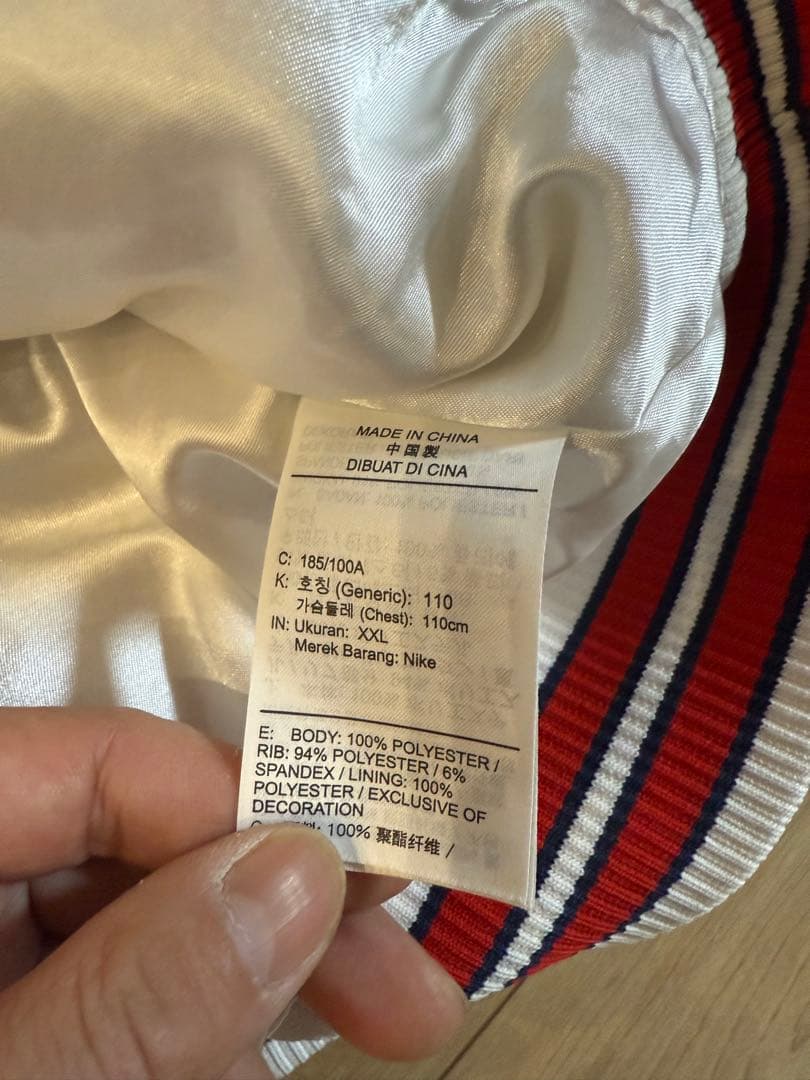 MADE IN CHINA
中国製
DIBUAT DI CINA
C: 185/100A
K: 호칭 (Generic): 110
가슴둘레 (Chest): 110cm
IN: Ukuran: XXL
Merek Barang: Nike
E: BODY: 100% POLYESTER /
RIB: 94% POLYESTER / 6%
SPANDEX / LINING: 100%
POLYESTER / EXCLUSIVE OF
DECORATION
100% 聚酯纤维 /